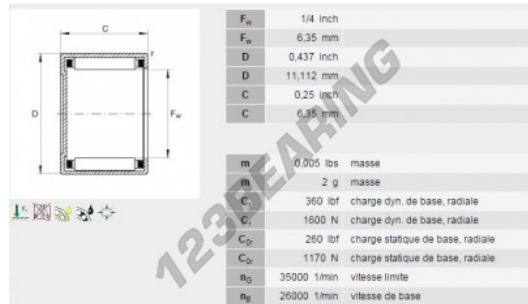 C
r
D
Fw
Fw 1/4 inch
Fw 6,35 mm
D 0,437 inch
D 11,112 mm
C 0,25 inch
C 6,35 mm
m 0,005 lbs masse
m 2 g masse
Cr 360 lbf charge dyn. de base, radiale
Cr 1600 N charge dyn. de base, radiale
C0r 260 lbf charge statique de base, radiale
C0r 1170 N charge statique de base, radiale
nG 35000 1/min vitesse limite
nB 26000 1/min vitesse de base
123BEARING